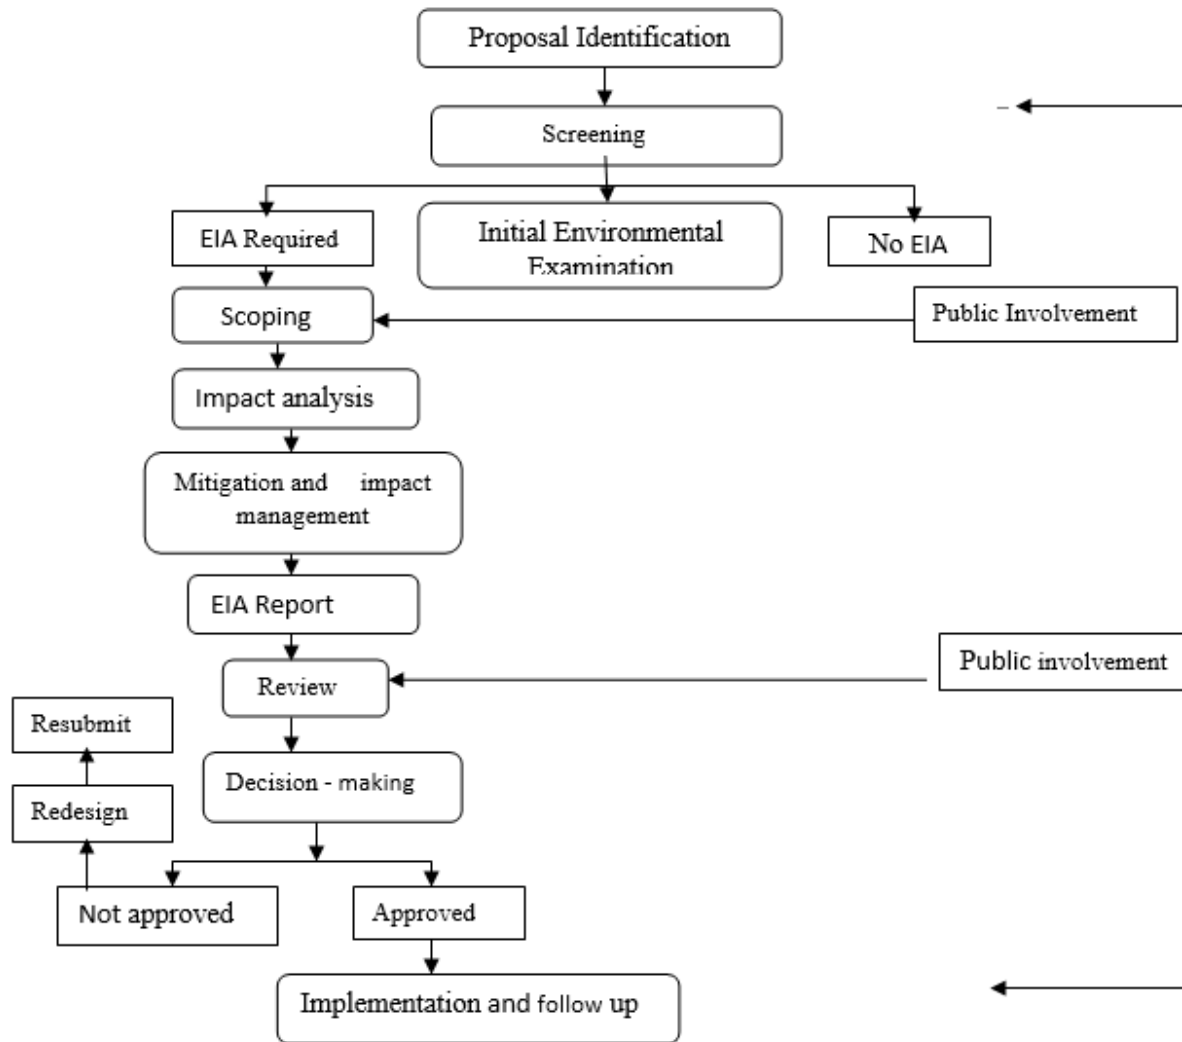 Proposal Identification
Screening
EIA Required
Initial Environmental
Examination
No EIA
Scoping
Public Involvement
Impact analysis
Mitigation and impact
management
EIA Report
Public involvement
Review
Resubmit
Decision - making
Redesign
Not approved
Approved
Implementation and follow up